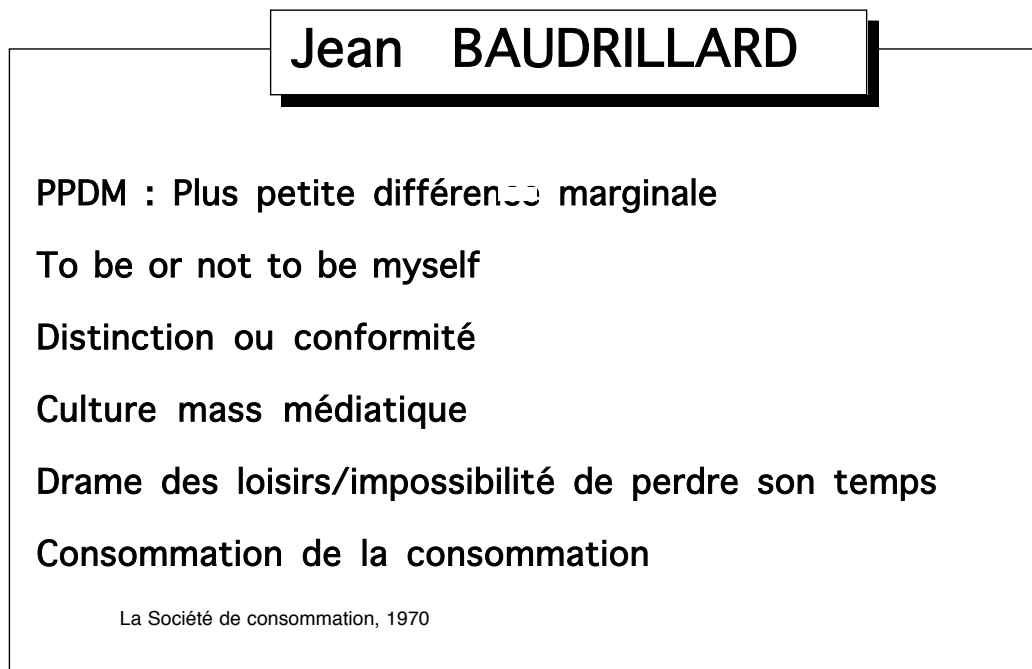 Jean BAUDRILLARD
PPDM : Plus petite différence marginale
To be or not to be myself
Distinction ou conformité
Culture mass médiatique
Drame des loisirs/impossibilité de perdre son temps
Consommation de la consommation
La Société de consommation, 1970